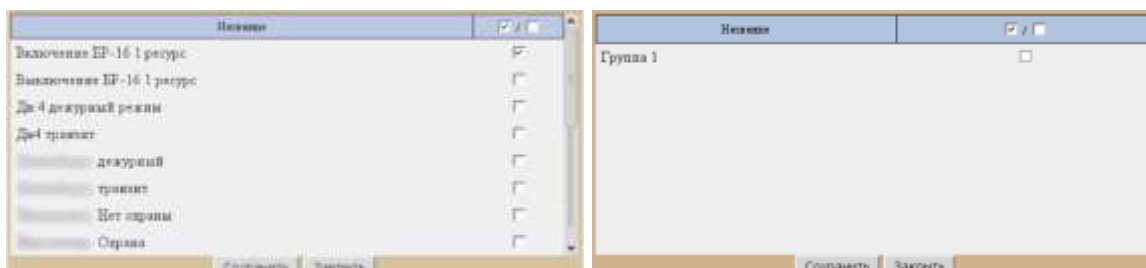 Название
Включение БР-16 1 ресурс
Выключение БР-16 1 ресурс
Дв 4 дежурный режим
Дв4 транзит
дежурный
транзит
Нет охраны
Охрана
Сохранить Закрыть
Название
Группа 1
Сохранить Закрыть